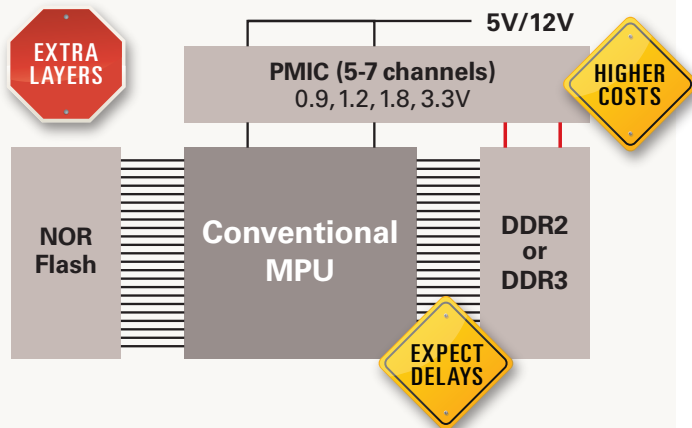 EXTRA
LAYERS
5V/12V
PMIC (5-7 channels)
0.9, 1.2, 1.8, 3.3V
HIGHER
COSTS
NOR
Flash
Conventional
MPU
DDR2
or
DDR3
EXPECT
DELAYS